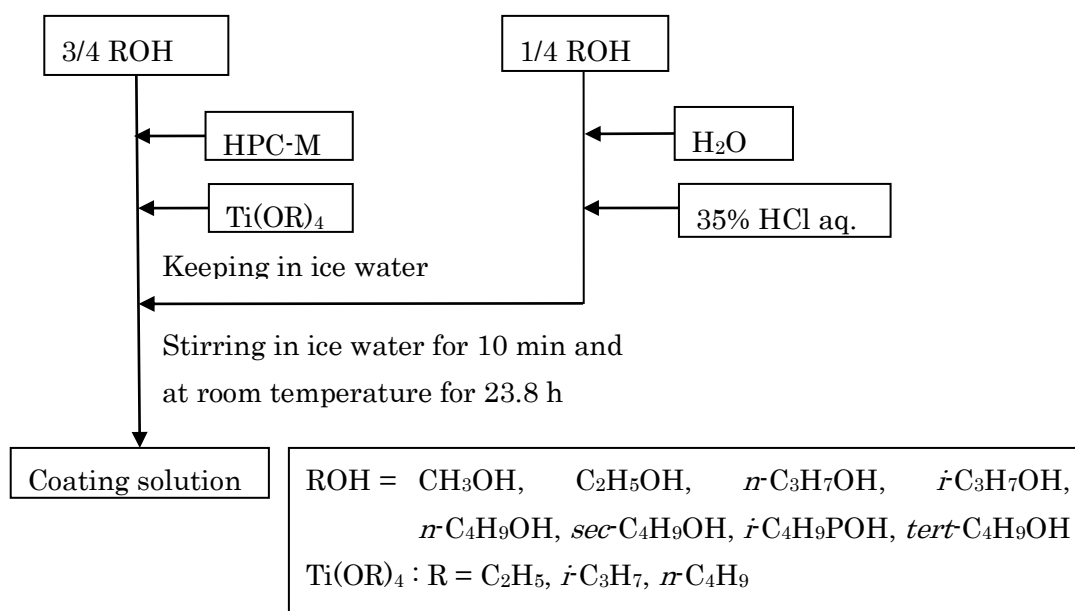 3/4 ROH
1/4 ROH
HPC-M
H₂O
Ti(OR)₄
35% HCl aq.
Keeping in ice water
Stirring in ice water for 10 min and
at room temperature for 23.8 h
Coating solution
ROH = CH₃OH, C₂H₅OH, n-C₃H₇OH, i-C₃H₇OH,
n-C₄H₉OH, sec-C₄H₉OH, i-C₄H₉POH, tert-C₄H₉OH
Ti(OR)₄ : R = C₂H₅, i-C₃H₇, n-C₄H₉